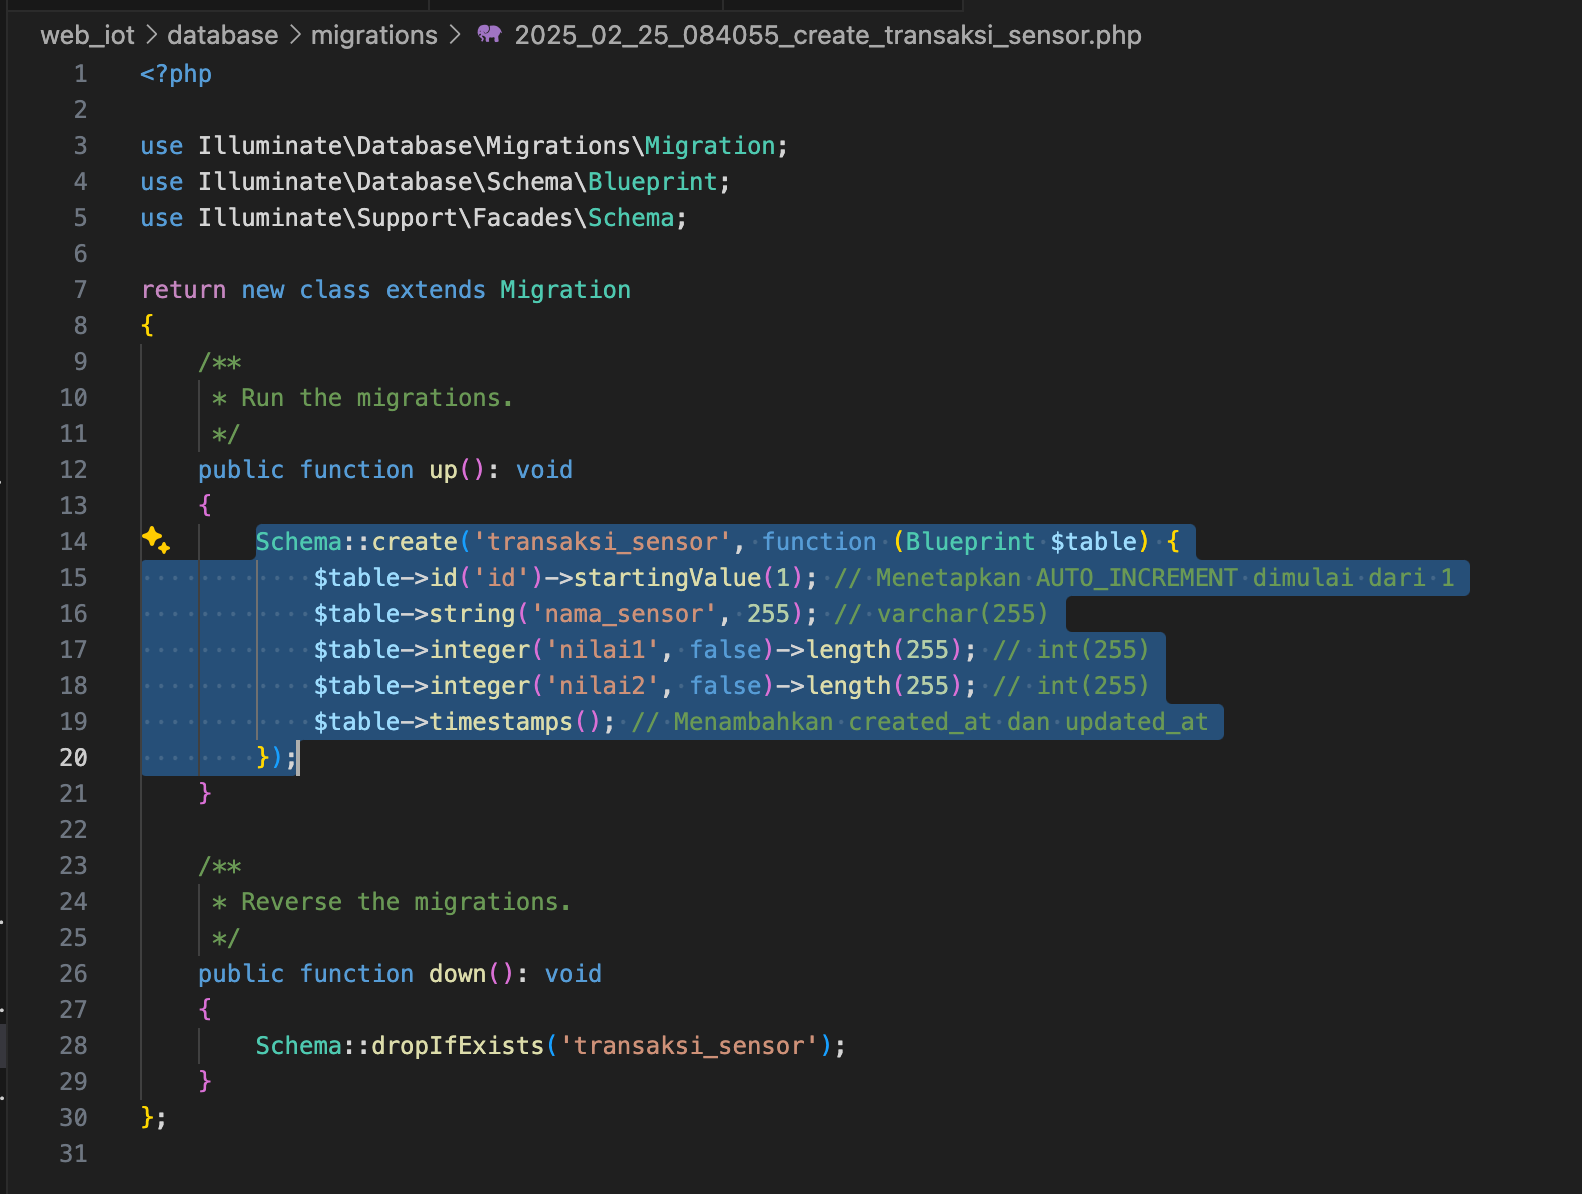 web_iot > database > migrations > 2025_02_25_084055_create_transaksi_sensor.php
1 <?php
2
3 use Illuminate\Database\Migrations\Migration;
4 use Illuminate\Database\Schema\Blueprint;
5 use Illuminate\Support\Facades\Schema;
6
7 return new class extends Migration
8 {
9     /**
10      * Run the migrations.
11      */
12     public function up(): void
13     {
14         Schema::create('transaksi_sensor', function (Blueprint $table) {
15             $table->id('id')->startingValue(1); // Menetapkan AUTO_INCREMENT dimulai dari 1
16             $table->string('nama_sensor', 255); // varchar(255)
17             $table->integer('nilai1', false)->length(255); // int(255)
18             $table->integer('nilai2', false)->length(255); // int(255)
19             $table->timestamps(); // Menambahkan created_at dan updated_at
20         });
21     }
22
23     /**
24      * Reverse the migrations.
25      */
26     public function down(): void
27     {
28         Schema::dropIfExists('transaksi_sensor');
29     }
30 };
31